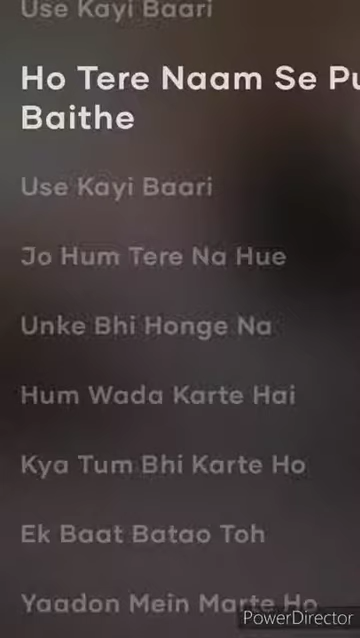 Use Kayi Baari
Ho Tere Naam Se
Baithe
Use Kayi Baari
Jo Hum Tere Na Hue
Unke Bhi Honge Na
Hum Wada Karte Hai
Kya Tum Bhi Karte Ho
Ek Baat Batao Toh
Yaadon Mein Marte Ho
PowerDirector